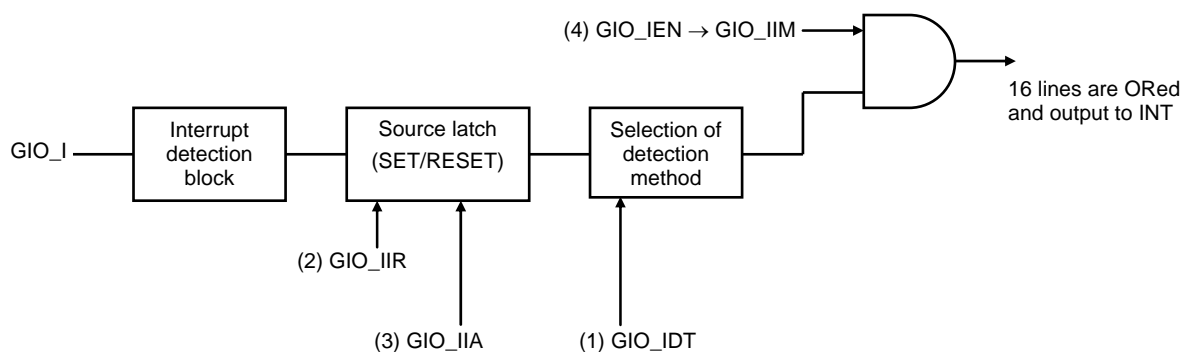 (4) GIO_IEN → GIO_IIM
16 lines are ORed
and output to INT
GIO_I
Interrupt
detection
block
Source latch
(SET/RESET)
Selection of
detection
method
(2) GIO_IIR
(3) GIO_IIA
(1) GIO_IDT